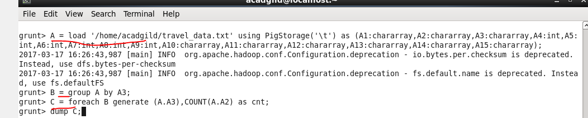 File Edit View Search Terminal Help
grunt> A = load '/home/acadgild/travel_data.txt' using PigStorage('\t') as (A1:chararray,A2:chararray,A3:chararray,A4:int,A5:
int,A6:int,A7:int,A8:int,A9:int,A10:chararray,A11:chararray,A12:chararray,A13:chararray,A14:chararray,A15:chararray);
2017-03-17 16:26:43,987 [main] INFO  org.apache.hadoop.conf.Configuration.deprecation - io.bytes.per.checksum is deprecated.
Instead, use dfs.bytes-per-checksum
2017-03-17 16:26:43,987 [main] INFO  org.apache.hadoop.conf.Configuration.deprecation - fs.default.name is deprecated. Instea
d, use fs.defaultFS
grunt> B = group A by A3;
grunt> C = foreach B generate (A.A3),COUNT(A.A2) as cnt;
grunt> dump C;